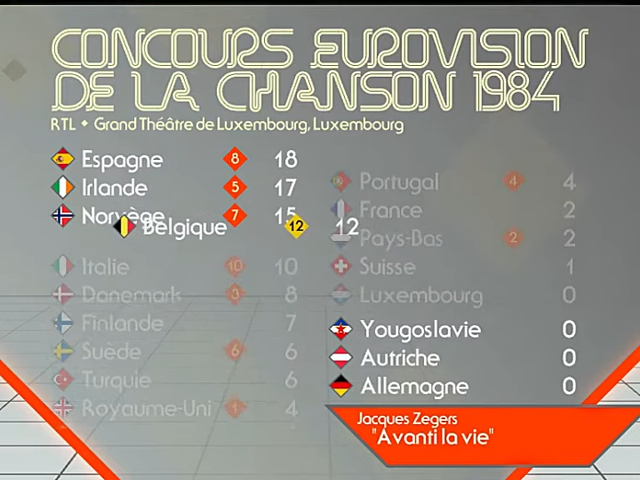 CONCOURS EUROVISION
DE LA CHANSON 1984
RTL ◆ Grand Théâtre de Luxembourg, Luxembourg
Espagne 8 18
Irlande 5 17
Norvège 7 15
Belgique 12 12
Italie 10 10
Danemark 3 8
Finlande 7
Suède 6 6
Turquie 6
Royaume-Uni 1 4
Portugal 4 4
France 2
Pays-Bas 2 2
Suisse 1
Luxembourg 0
Yougoslavie 0
Autriche 0
Allemagne 0
Jacques Zegers
"Avanti la vie"